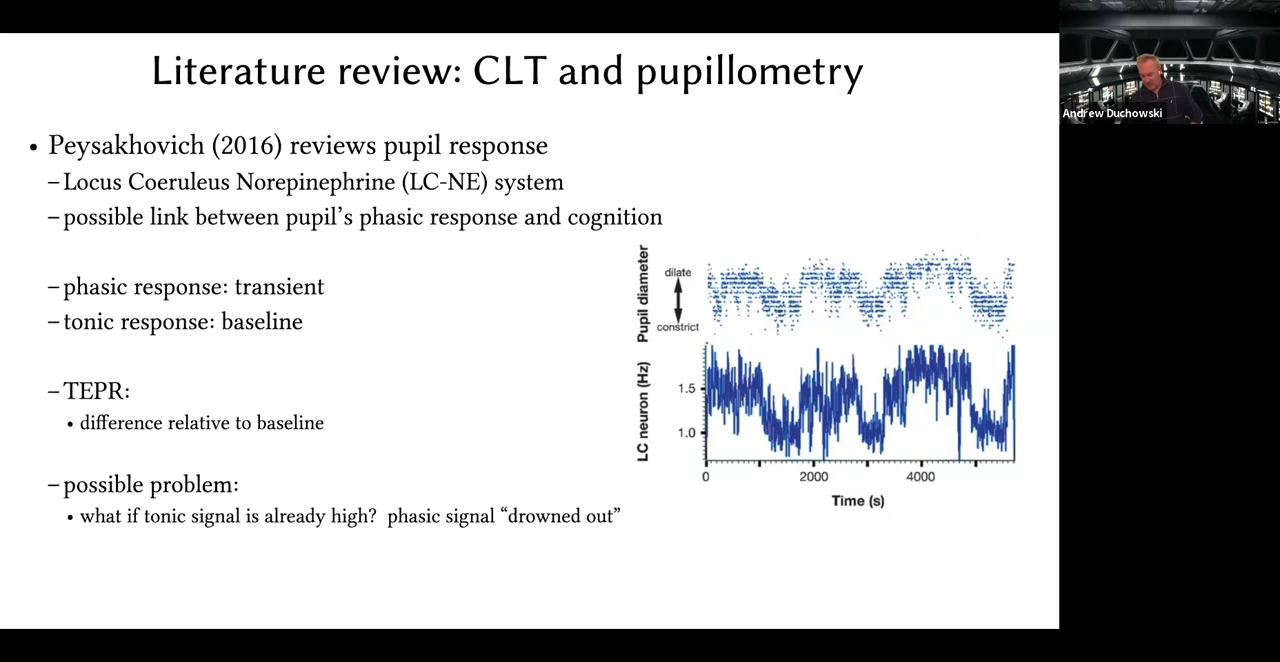 Literature review: CLT and pupillometry
• Peysakhovich (2016) reviews pupil response
– Locus Coeruleus Norepinephrine (LC-NE) system
– possible link between pupil’s phasic response and cognition
– phasic response: transient
– tonic response: baseline
– TEPR:
• difference relative to baseline
– possible problem:
• what if tonic signal is already high? phasic signal “drowned out”
Pupil diameter
dilate
constrict
LC neuron (Hz)
1.5
1.0
0 2000 4000
Time (s)
Andrew Duchowski